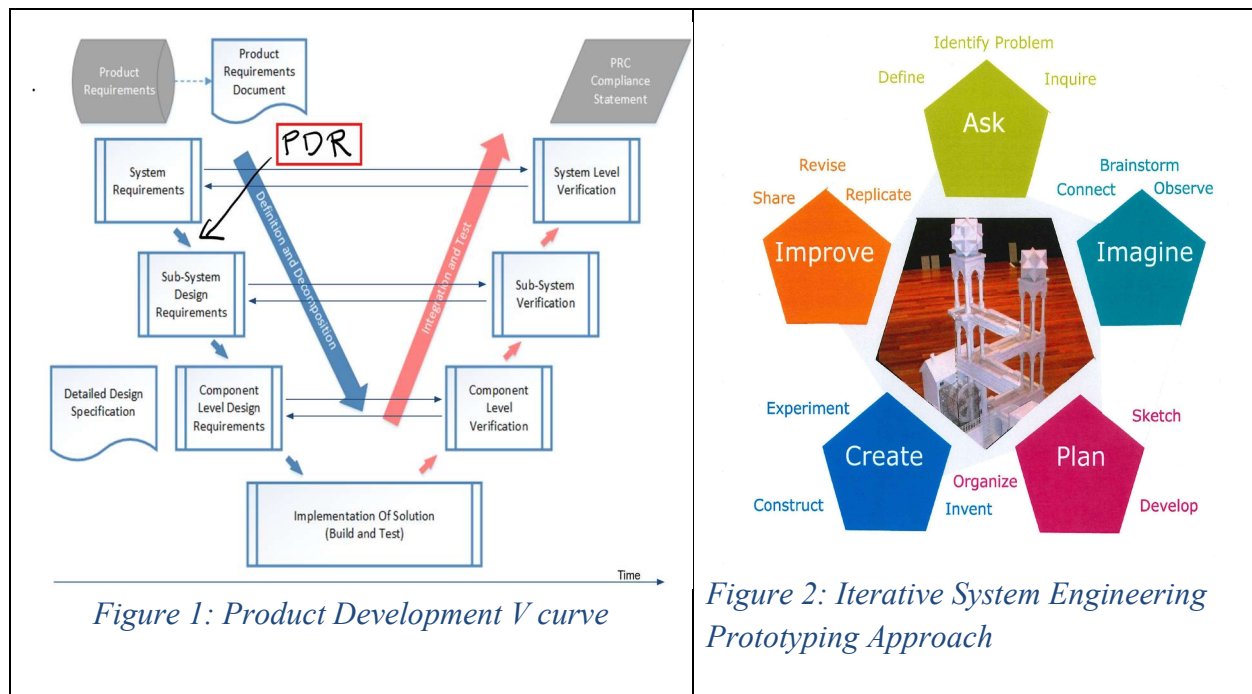 Product
Requirements
Product
Requirements
Document
PRC
Compliance
Statement
PDR
System
Requirements
System Level
Verification
Definition and Decomposition
Integration and Test
Sub-System
Design
Requirements
Sub-System
Verification
Detailed Design
Specification
Component
Level Design
Requirements
Component
Level
Verification
Implementation Of Solution
(Build and Test)
Time
Figure 1: Product Development V curve
Identify Problem
Define
Inquire
Ask
Revise
Share
Replicate
Improve
Brainstorm
Connect
Observe
Imagine
Experiment
Create
Construct
Invent
Sketch
Plan
Organize
Develop
Figure 2: Iterative System Engineering
Prototyping Approach